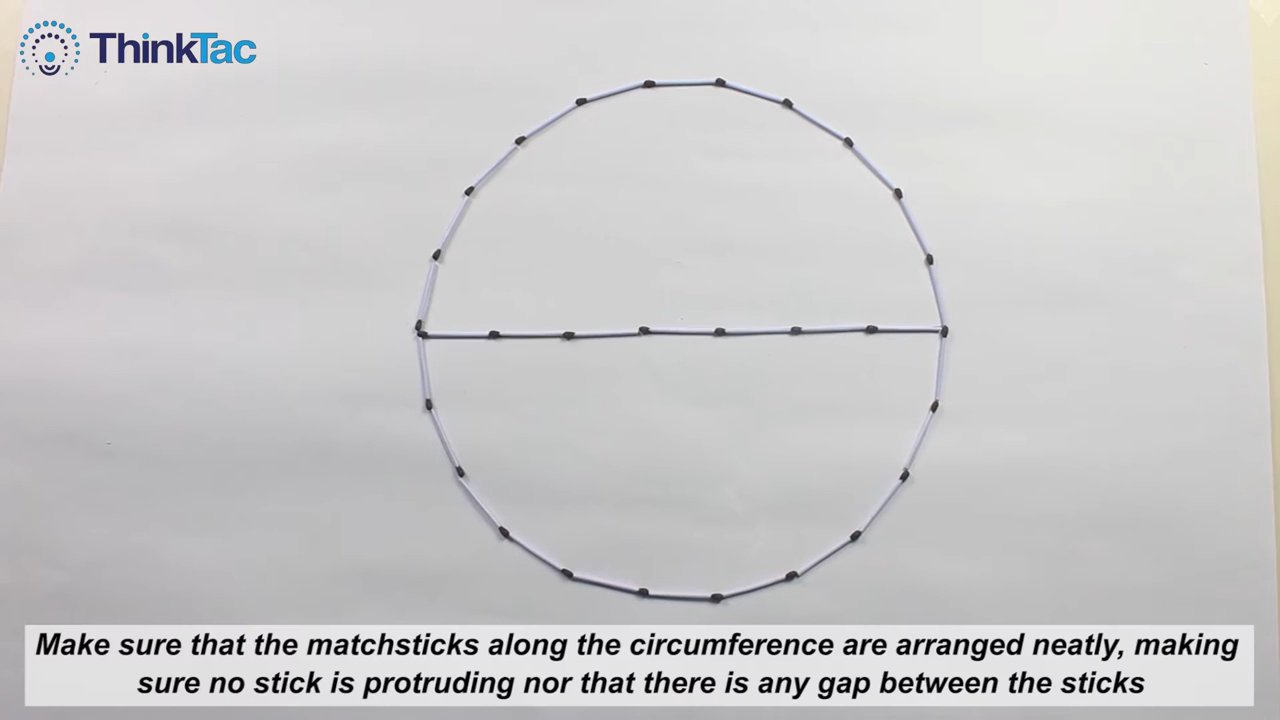 ThinkTac
Make sure that the matchsticks along the circumference are arranged neatly, making
sure no stick is protruding nor that there is any gap between the sticks